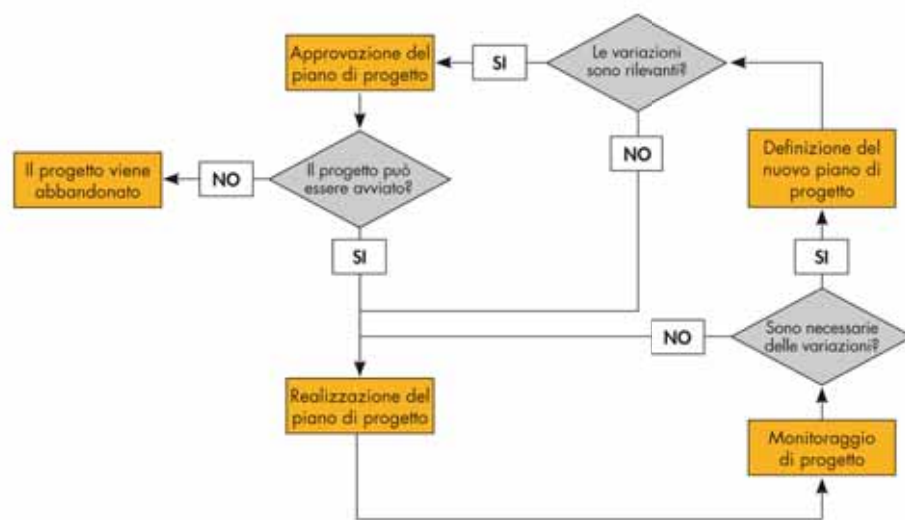 Approvazione del
piano di progetto
SI
Le variazioni
sono rilevanti?
Il progetto viene
abbandonato
NO
Il progetto può
essere avviato?
NO
Definizione del
nuovo piano di
progetto
SI
SI
NO
Sono necessarie
delle variazioni?
Realizzazione del
piano di progetto
Monitoraggio
di progetto